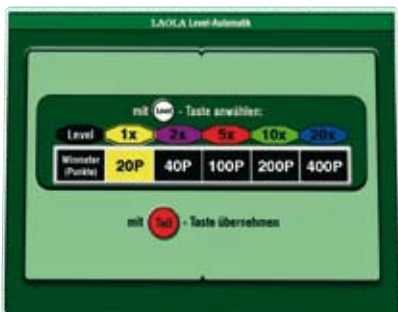 LAOLA Level-Automatik
mit Level - Taste anwählen:
Level 1x 2x 5x 10x 20x
Winmeter (Punkte) 20P 40P 100P 200P 400P
mit Teil - Taste übernehmen